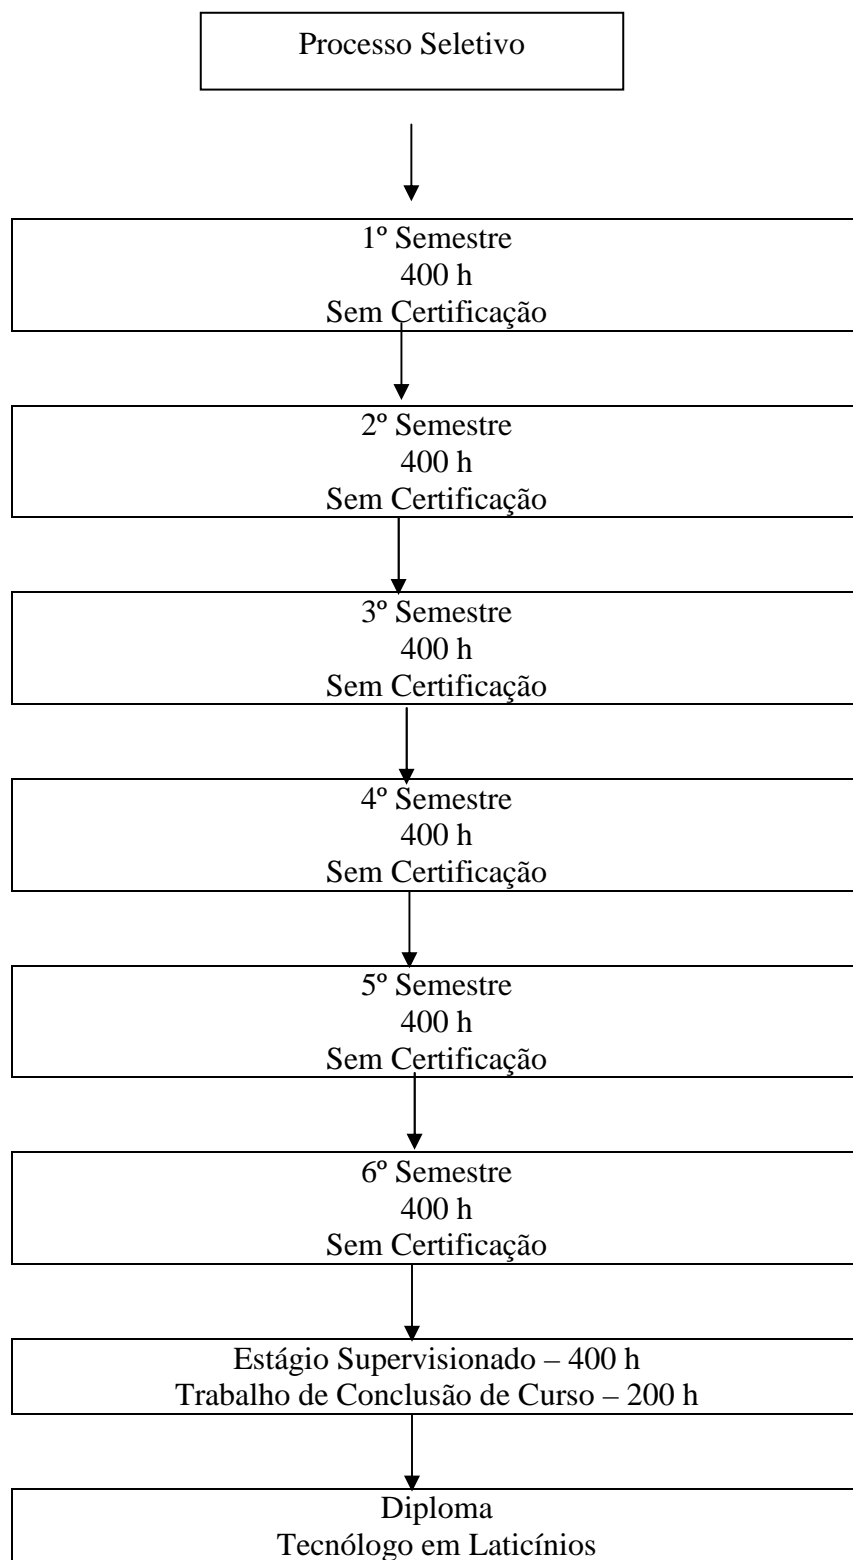 Processo Seletivo
1º Semestre
400 h
Sem Certificação
2º Semestre
400 h
Sem Certificação
3º Semestre
400 h
Sem Certificação
4º Semestre
400 h
Sem Certificação
5º Semestre
400 h
Sem Certificação
6º Semestre
400 h
Sem Certificação
Estágio Supervisionado – 400 h
Trabalho de Conclusão de Curso – 200 h
Diploma
Tecnólogo em Laticínios